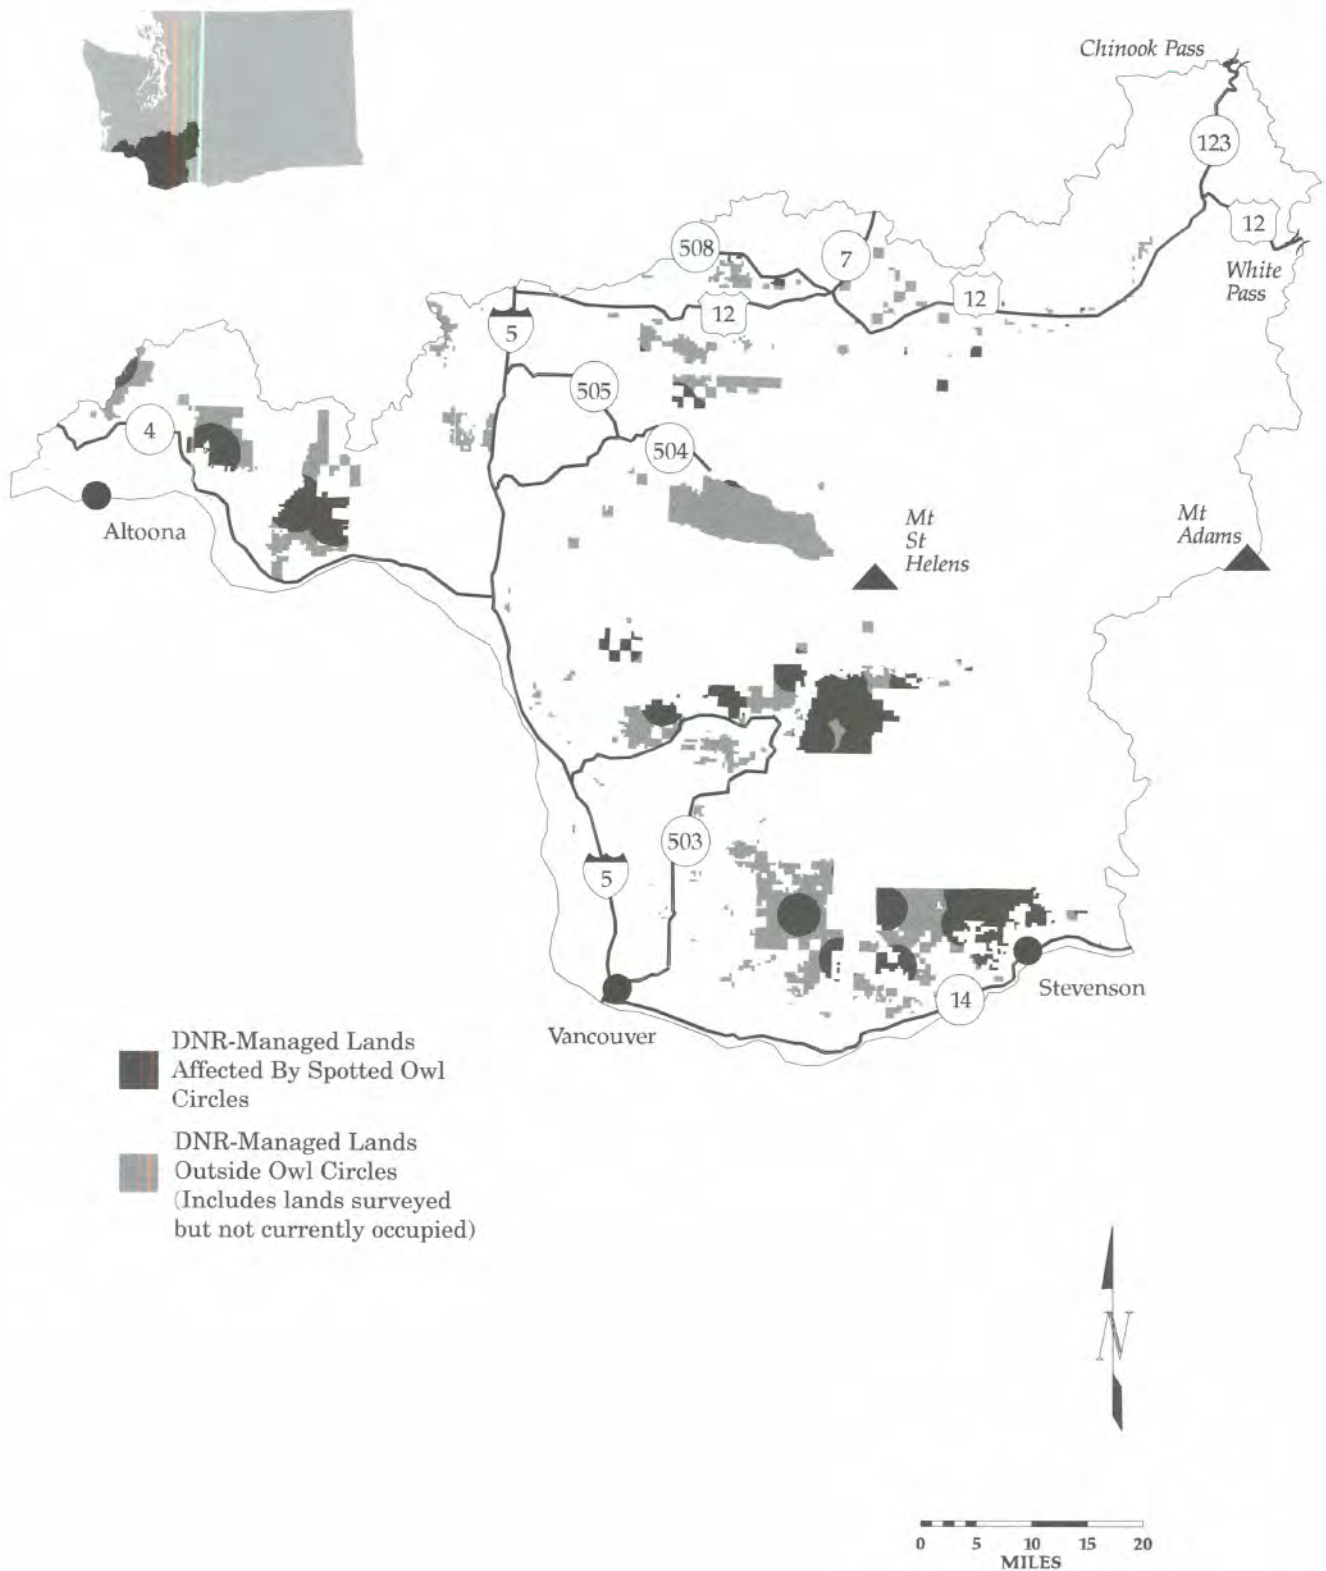 Chinook Pass
123
12
White
Pass
508
7
12
12
5
505
4
504
Altoona
Mt
St
Helens
Mt
Adams
503
5
14
Stevenson
Vancouver
DNR-Managed Lands
Affected By Spotted Owl
Circles
DNR-Managed Lands
Outside Owl Circles
(Includes lands surveyed
but not currently occupied)
N
0 5 10 15 20
MILES